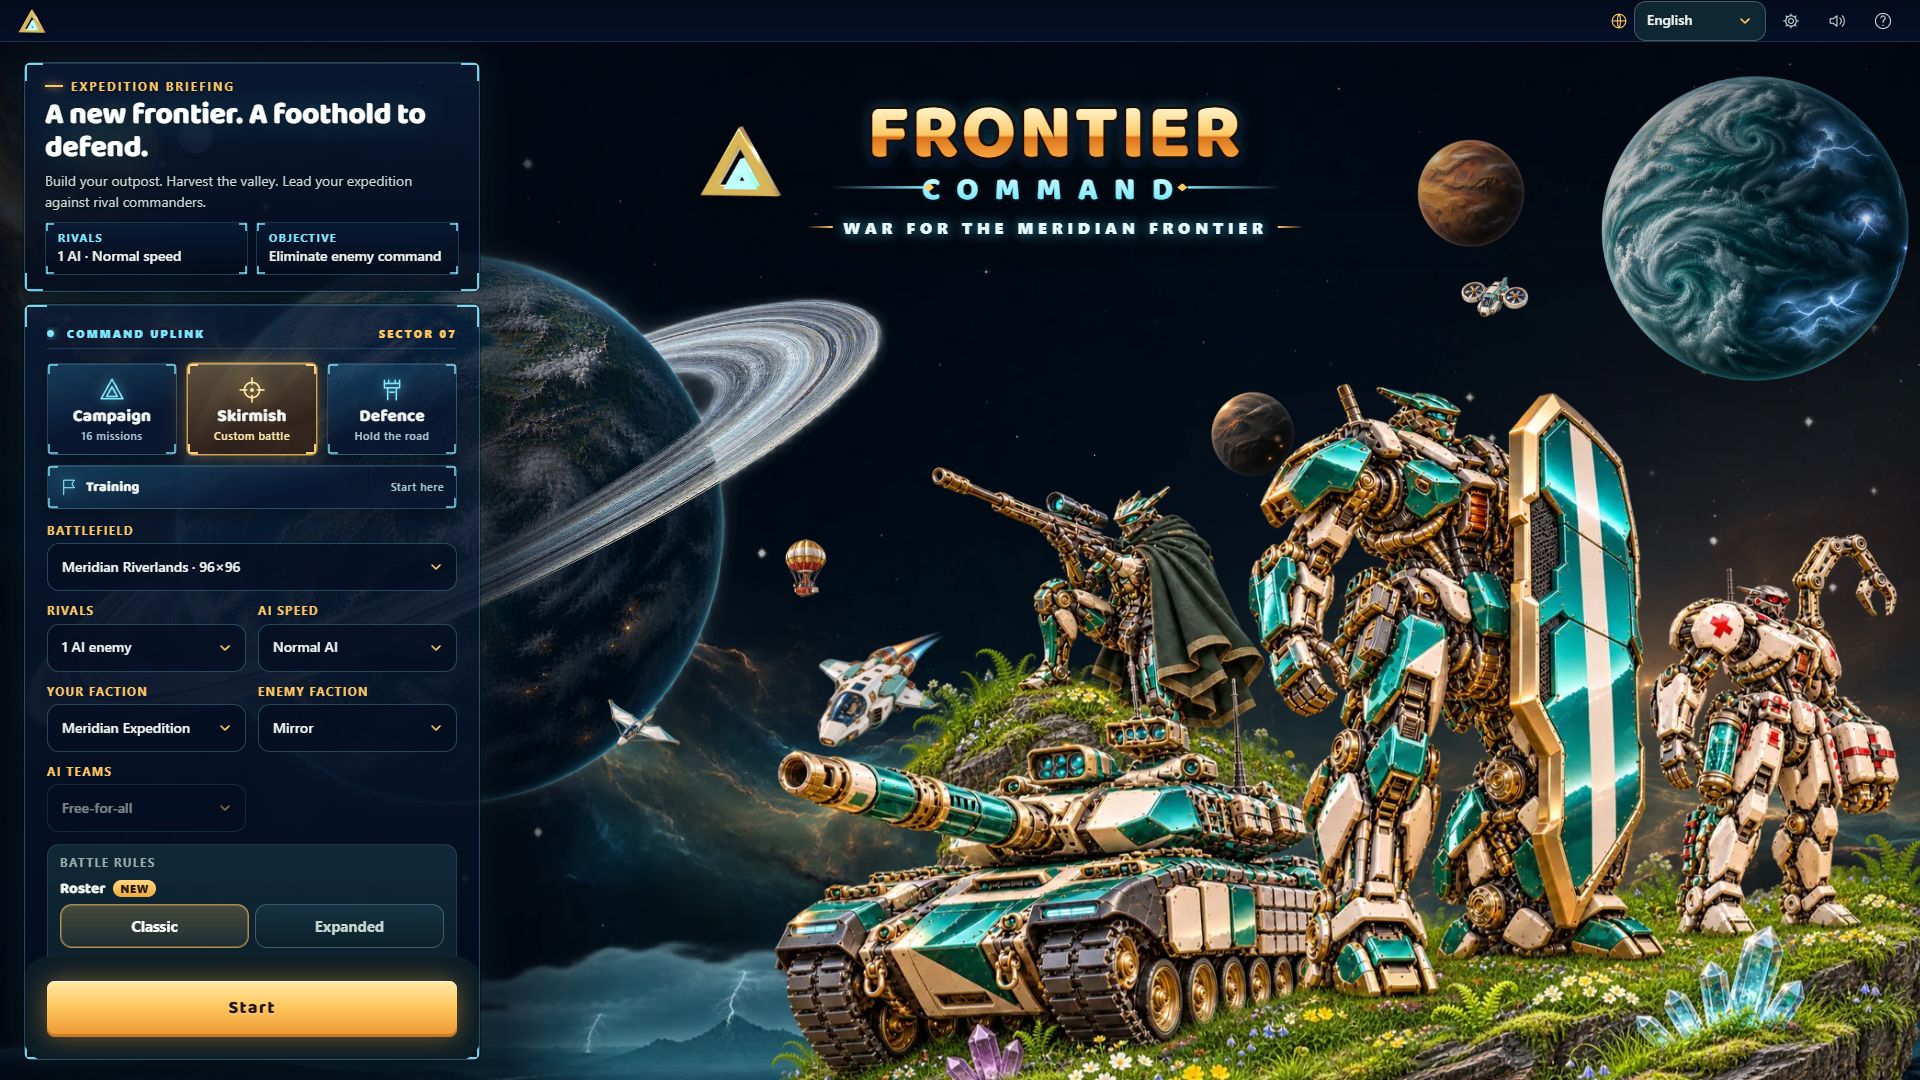 English
EXPEDITION BRIEFING
A new frontier. A foothold to
defend.
Build your outpost. Harvest the valley. Lead your expedition
against rival commanders.
RIVALS
1 AI · Normal speed
OBJECTIVE
Eliminate enemy command
COMMAND UPLINK
SECTOR 07
Campaign
16 missions
Skirmish
Custom battle
Defence
Hold the road
Training
Start here
BATTLEFIELD
Meridian Riverlands · 96×96
RIVALS
1 AI enemy
AI SPEED
Normal AI
YOUR FACTION
Meridian Expedition
ENEMY FACTION
Mirror
AI TEAMS
Free-for-all
BATTLE RULES
Roster NEW
Classic
Expanded
Start
FRONTIER
COMMAND
WAR FOR THE MERIDIAN FRONTIER